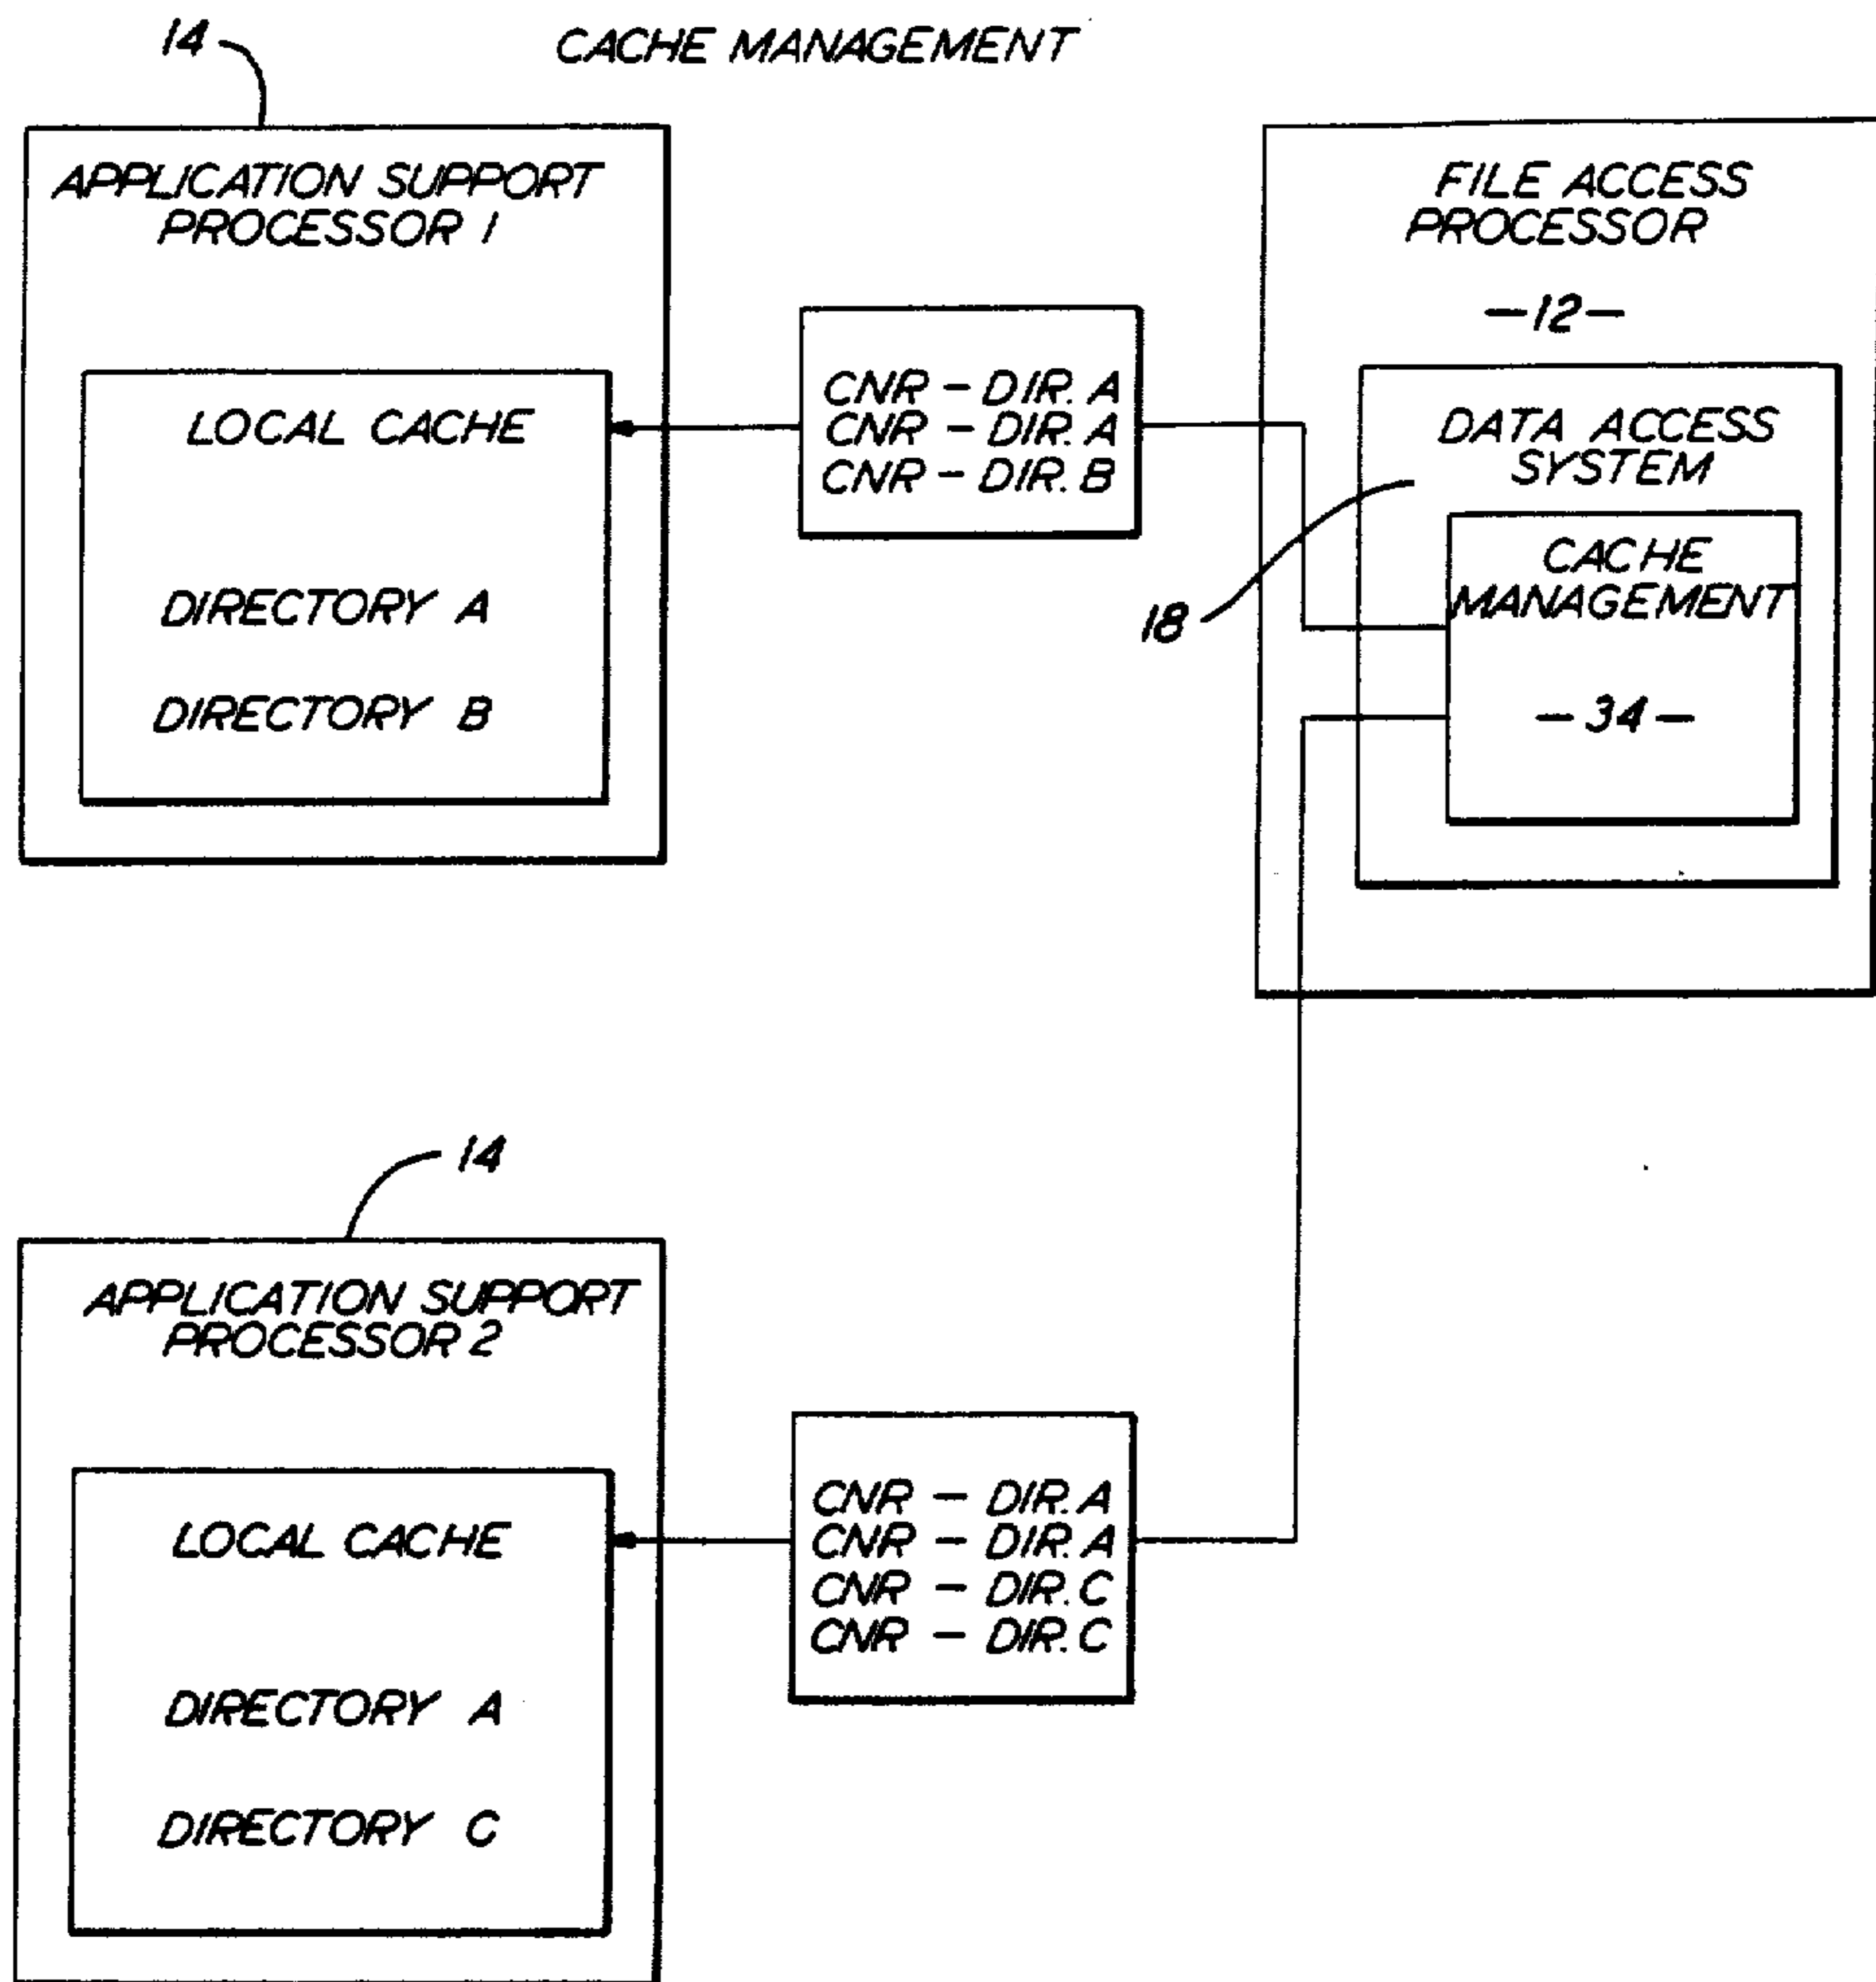 14
CACHE MANAGEMENT
APPLICATION SUPPORT
PROCESSOR 1
LOCAL CACHE
DIRECTORY A
DIRECTORY B
CNR - DIR. A
CNR - DIR. A
CNR - DIR. B
FILE ACCESS
PROCESSOR
-12-
DATA ACCESS
SYSTEM
18
CACHE
MANAGEMENT
-34-
14
APPLICATION SUPPORT
PROCESSOR 2
LOCAL CACHE
DIRECTORY A
DIRECTORY C
CNR - DIR. A
CNR - DIR. A
CNR - DIR. C
CNR - DIR. C